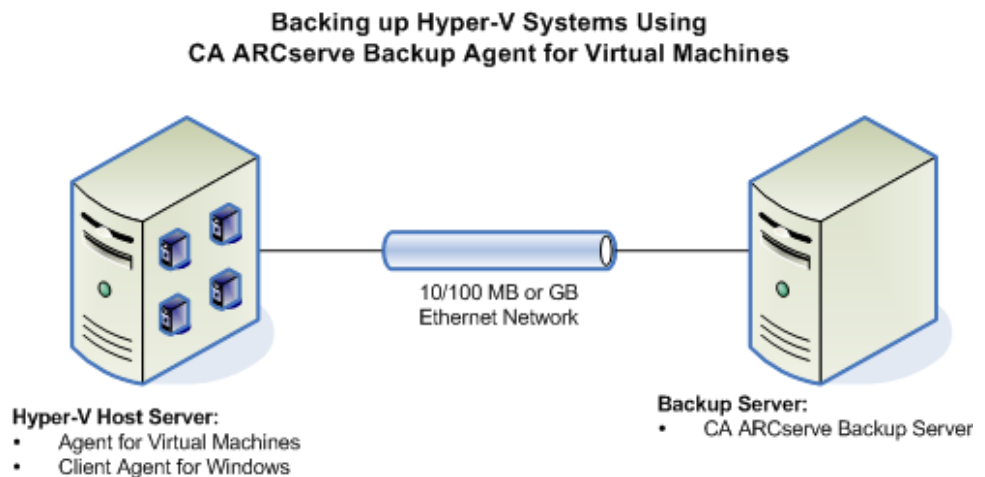 Backing up Hyper-V Systems Using
CA ARCserve Backup Agent for Virtual Machines
10/100 MB or GB
Ethernet Network
Hyper-V Host Server:
• Agent for Virtual Machines
• Client Agent for Windows
Backup Server:
• CA ARCserve Backup Server